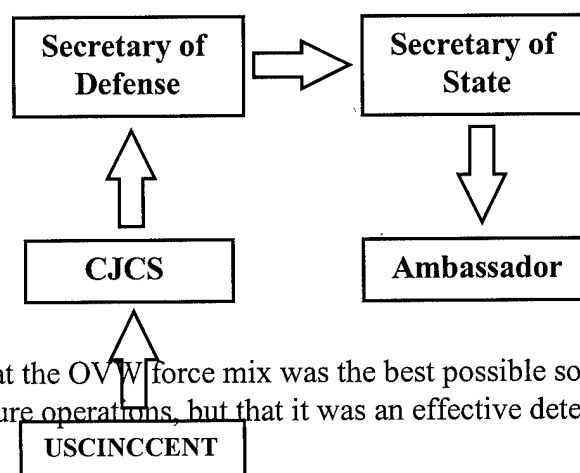 Secretary of
Defense
Secretary of
State
CJCS
Ambassador
at the OVW force mix was the best possible so
ure operations, but that it was an effective dete
USCINCCENT